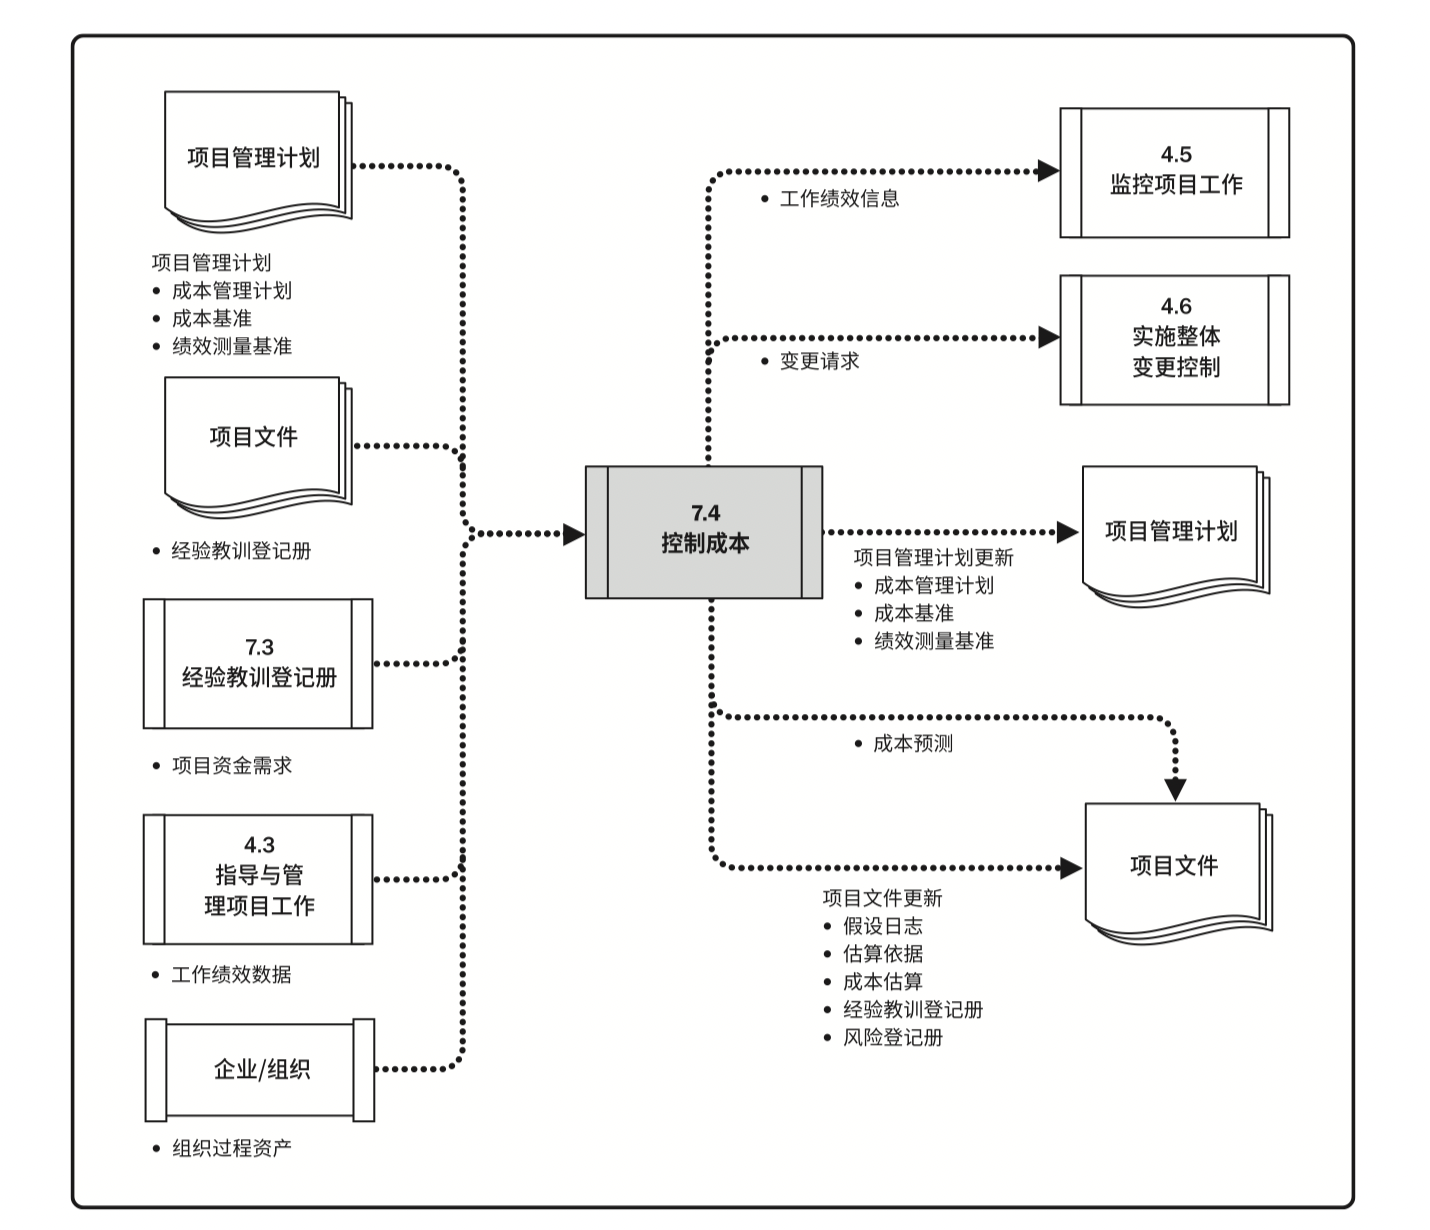 项目管理计划
项目管理计划
• 成本管理计划
• 成本基准
• 绩效测量基准
项目文件
• 经验教训登记册
7.3
经验教训登记册
• 项目资金需求
4.3
指导与管
理项目工作
• 工作绩效数据
企业/组织
• 组织过程资产
7.4
控制成本
• 工作绩效信息
4.5
监控项目工作
• 变更请求
4.6
实施整体
变更控制
项目管理计划更新
• 成本管理计划
• 成本基准
• 绩效测量基准
项目管理计划
• 成本预测
项目文件
项目文件更新
• 假设日志
• 估算依据
• 成本估算
• 经验教训登记册
• 风险登记册